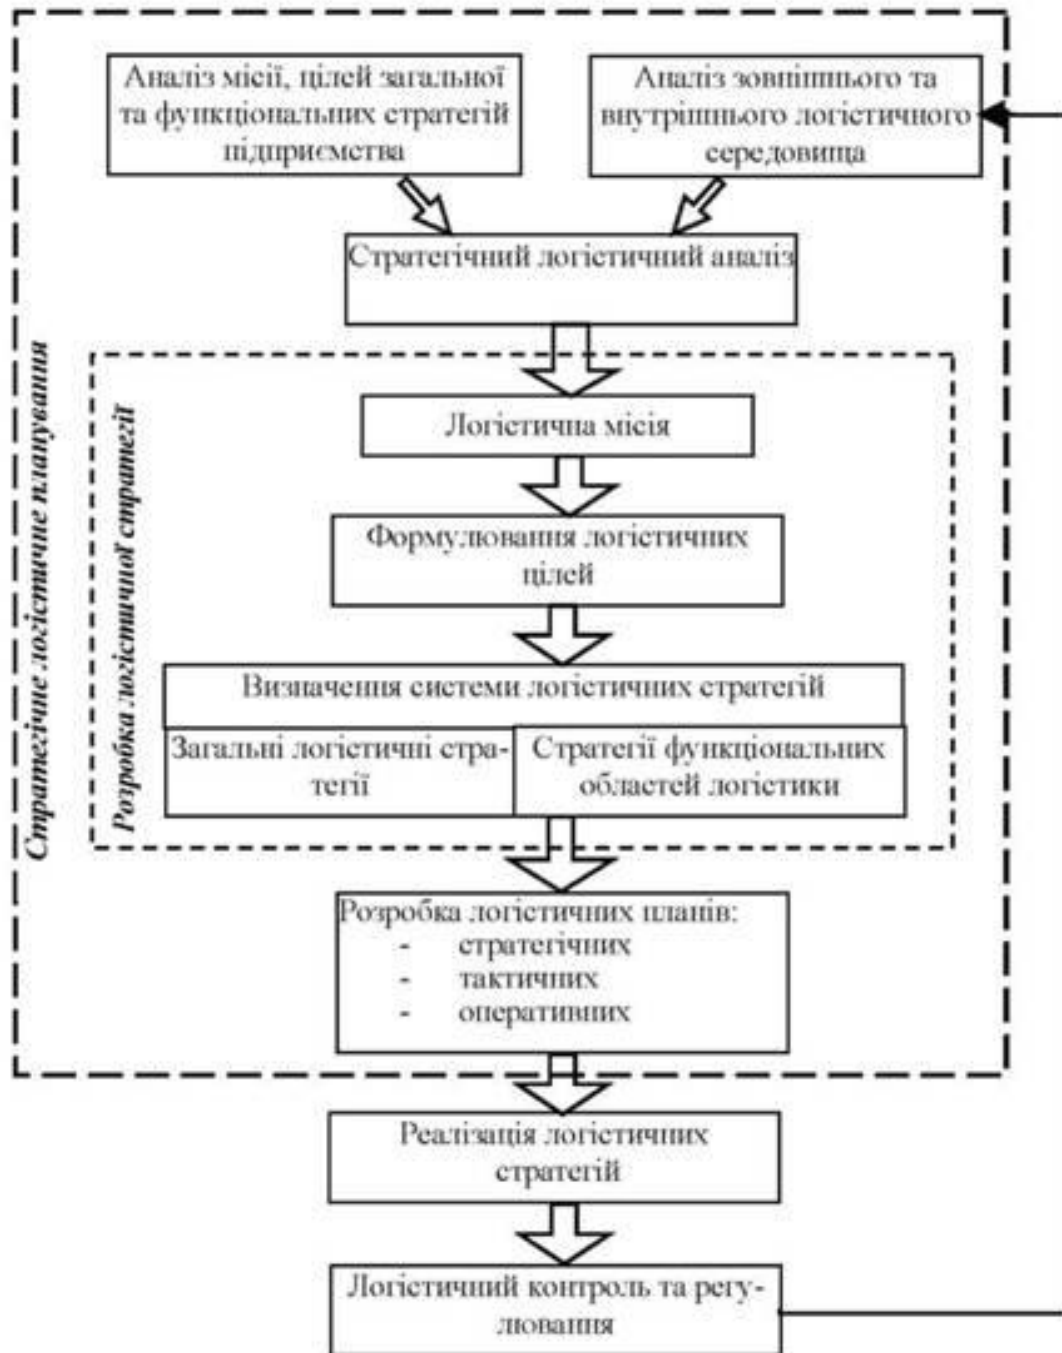 Аналіз місії, цілей загальної
та функціональних стратегій
підприємства
Аналіз зовнішнього та
внутрішнього логістичного
середовища
Стратегічний логістичний аналіз
Стратегічне логістичне планування
Розробка логістичної стратегії
Логістична місія
Формулювання логістичних
цілей
Визначення системи логістичних стратегій
Загальні логістичні стра-
тегії
Стратегії функціональних
областей логістики
Розробка логістичних планів:
- стратегічних
- тактичних
- оперативних
Реалізація логістичних
стратегій
Логістичний контроль та регу-
лювання